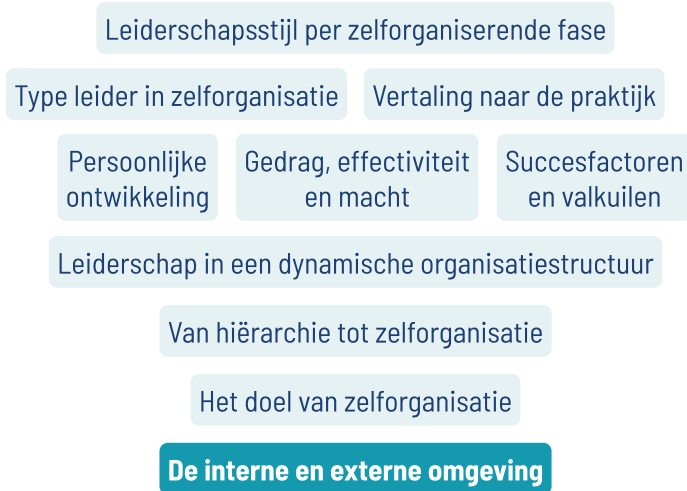 Leiderschapsstijl per zelforganiserende fase
Type leider in zelforganisatie
Vertaling naar de praktijk
Persoonlijke
ontwikkeling
Gedrag, effectiviteit
en macht
Succesfactoren
en valkuilen
Leiderschap in een dynamische organisatiestructuur
Van hiërarchie tot zelforganisatie
Het doel van zelforganisatie
De interne en externe omgeving